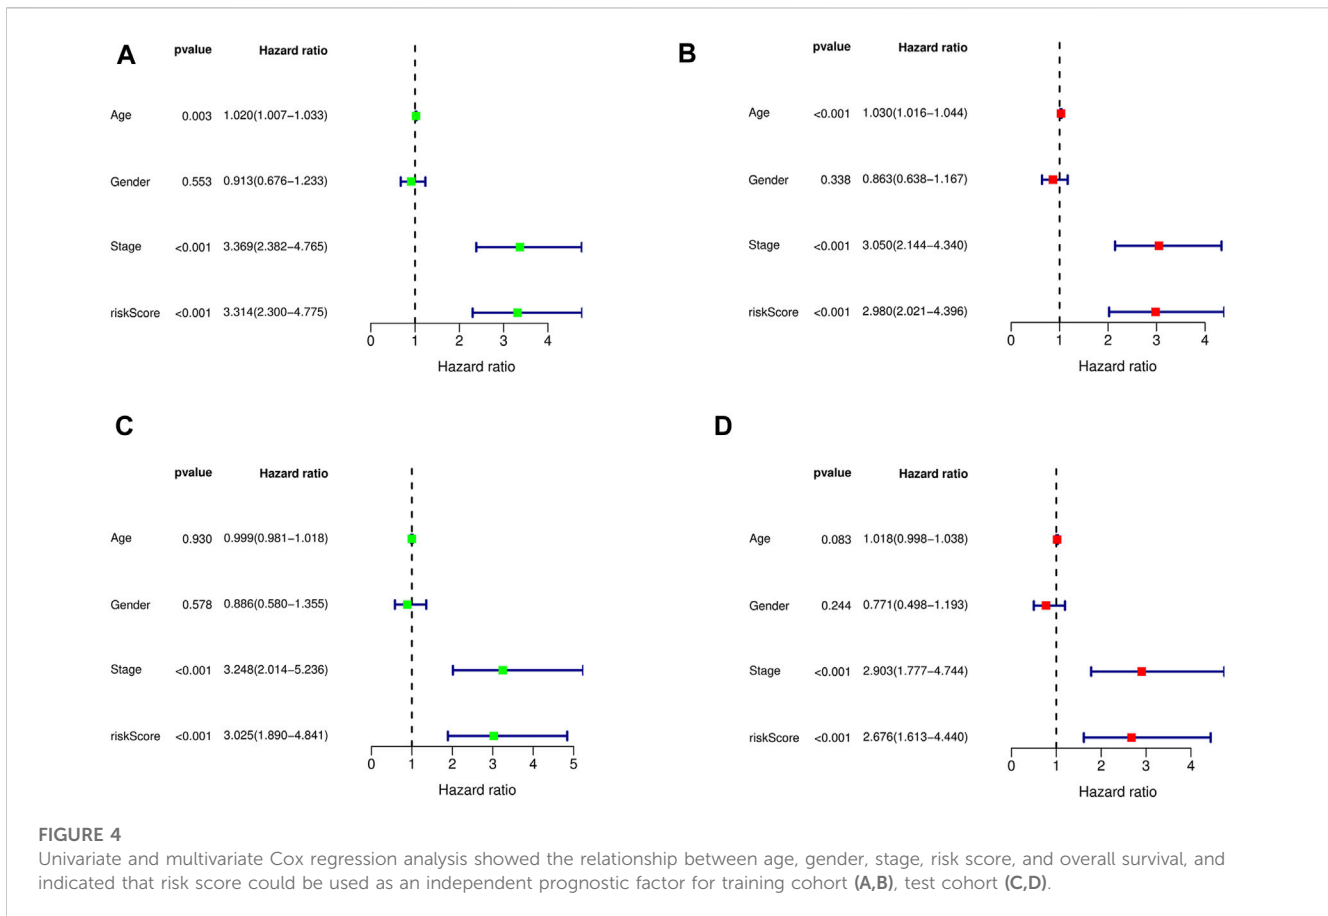 A
pvalue Hazard ratio
Age 0.003 1.020(1.007−1.033)
Gender 0.553 0.913(0.676−1.233)
Stage <0.001 3.369(2.382−4.765)
riskScore <0.001 3.314(2.300−4.775)
0 1 2 3 4
Hazard ratio
B
pvalue Hazard ratio
Age <0.001 1.030(1.016−1.044)
Gender 0.338 0.863(0.638−1.167)
Stage <0.001 3.050(2.144−4.340)
riskScore <0.001 2.980(2.021−4.396)
0 1 2 3 4
Hazard ratio
C
pvalue Hazard ratio
Age 0.930 0.999(0.981−1.018)
Gender 0.578 0.886(0.580−1.355)
Stage <0.001 3.248(2.014−5.236)
riskScore <0.001 3.025(1.890−4.841)
0 1 2 3 4 5
Hazard ratio
D
pvalue Hazard ratio
Age 0.083 1.018(0.998−1.038)
Gender 0.244 0.771(0.498−1.193)
Stage <0.001 2.903(1.777−4.744)
riskScore <0.001 2.676(1.613−4.440)
0 1 2 3 4
Hazard ratio
FIGURE 4
Univariate and multivariate Cox regression analysis showed the relationship between age, gender, stage, risk score, and overall survival, and
indicated that risk score could be used as an independent prognostic factor for training cohort (A,B), test cohort (C,D).